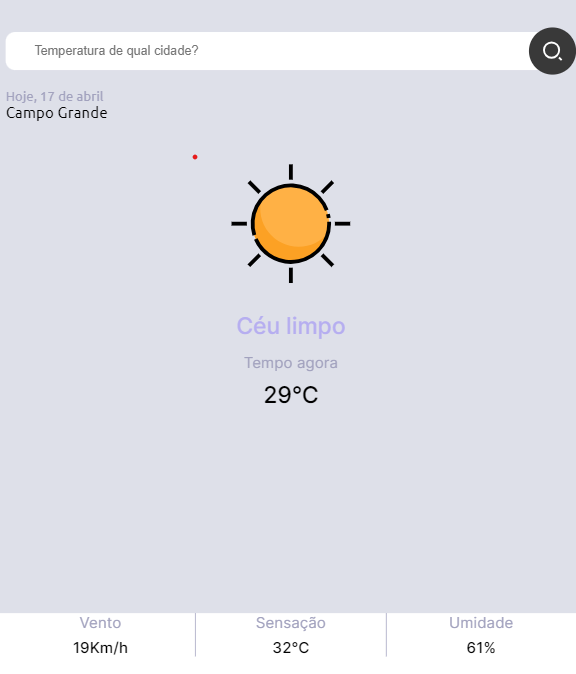 Temperatura de qual cidade?
Hoje, 17 de abril
Campo Grande
Céu limpo
Tempo agora
29°C
Vento Sensação Umidade
19Km/h 32°C 61%